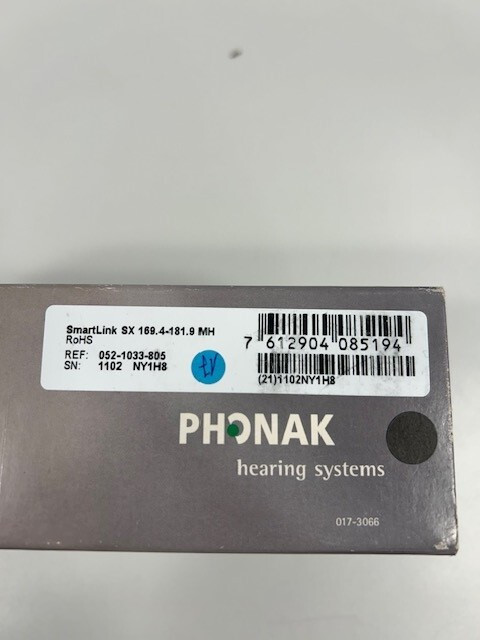 SmartLink SX 169.4-181.9 MH
RoHS
REF: 052-1033-805
SN: 1102 NY1H8
7 612904 085194
(21)1102NY1H8
PHONAK
hearing systems
017-3066